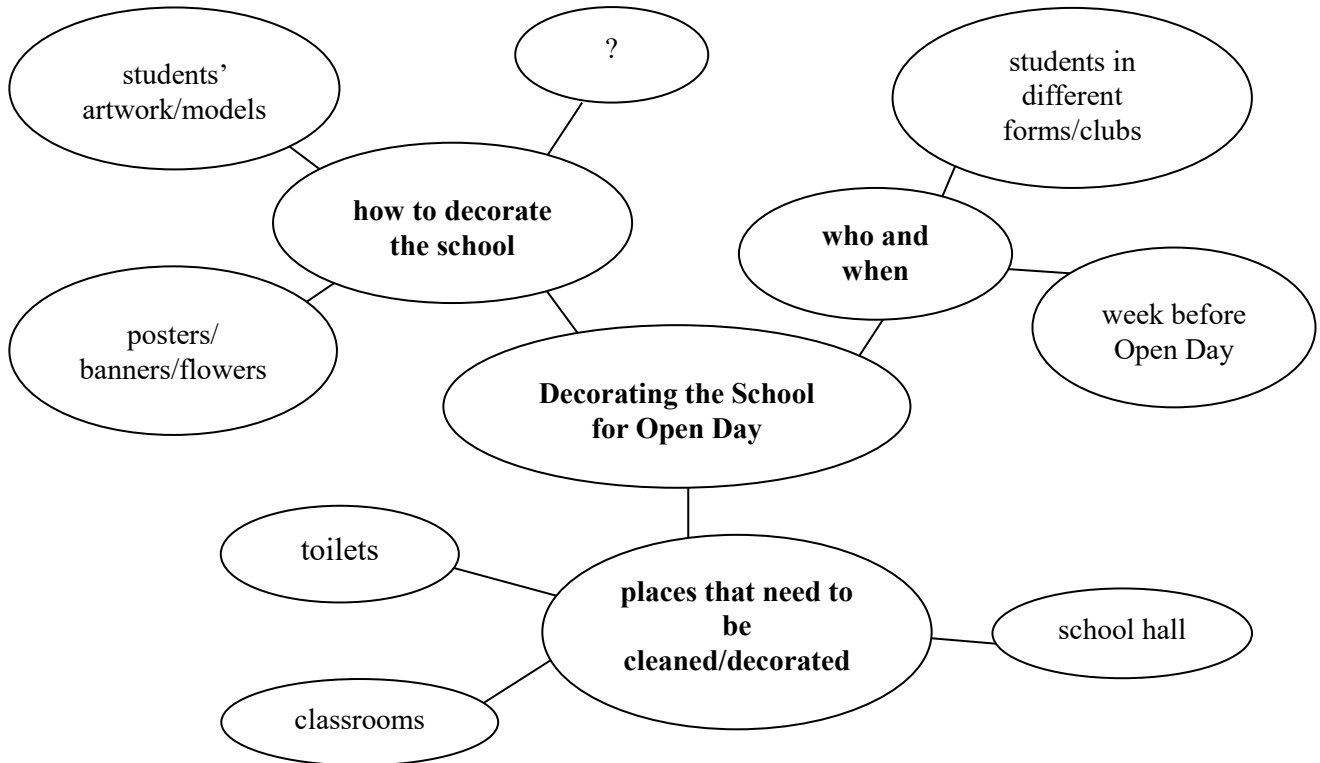 ?
students’
artwork/models
students in
different
forms/clubs
how to decorate
the school
who and
when
posters/
banners/flowers
week before
Open Day
Decorating the School
for Open Day
toilets
places that need to
be
cleaned/decorated
school hall
classrooms